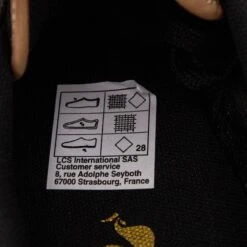 28
LCS International SAS
Customer service
8, rue Adolphe Seyboth
67000 Strasbourg, France